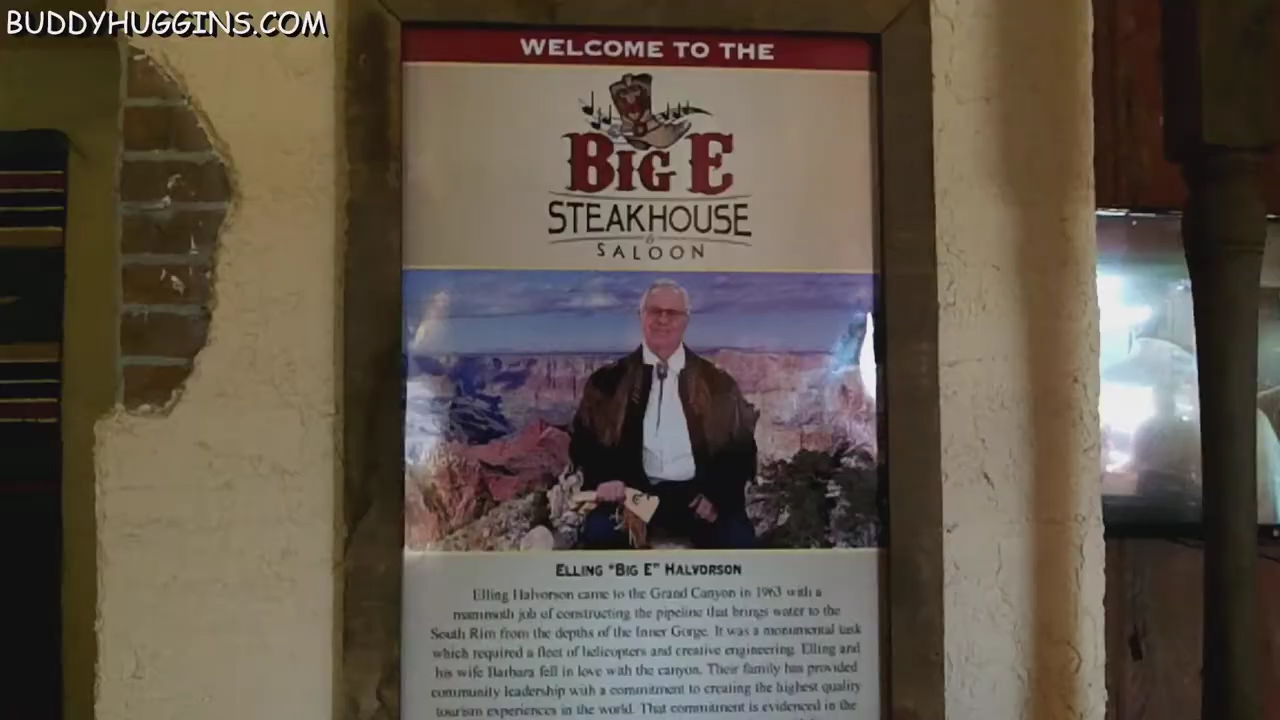 BUDDYHUGGINS.COM
WELCOME TO THE
BIG E
STEAKHOUSE
&
SALOON
ELLING "BIG E" HALVORSON
Elling Halvorson came to the Grand Canyon in 1963 with a
mammoth job of constructing the pipeline that brings water to the
South Rim from the depths of the Inner Gorge. It was a monumental task
which required a fleet of helicopters and creative engineering. Elling and
his wife Barbara fell in love with the canyon. Their family has provided
community leadership with a commitment to creating the highest quality
tourism experiences in the world. That commitment is evidenced in the